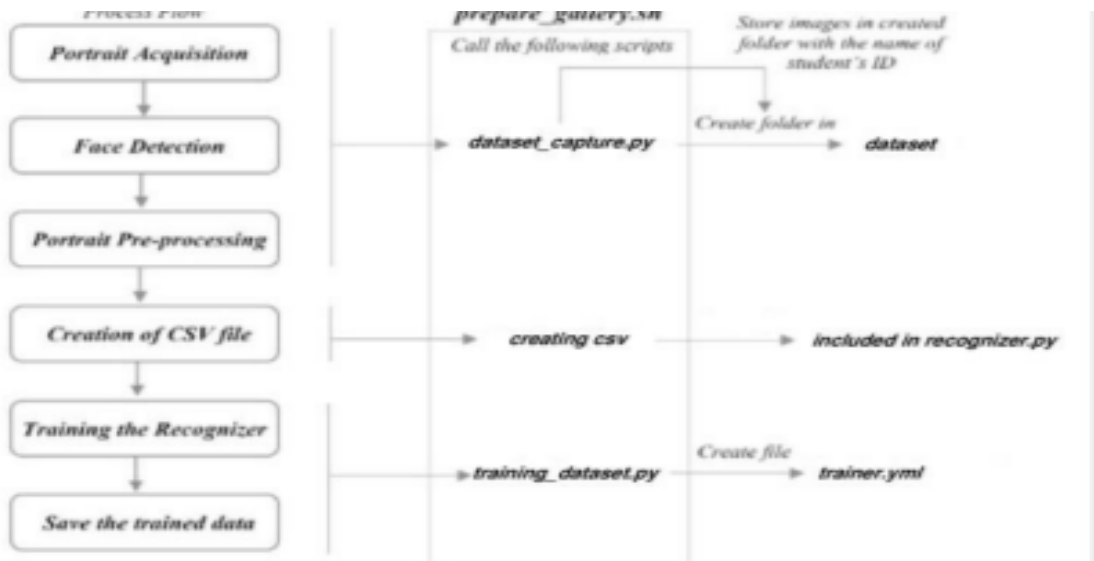 Process Flow
prepare_gallery.sh
Store images in created
folder with the name of
student's ID
Portrait Acquisition
Call the following scripts
Face Detection
dataset_capture.py
Create folder in
dataset
Portrait Pre-processing
Creation of CSV file
creating csv
included in recognizer.py
Training the Recognizer
training_dataset.py
Create file
trainer.yml
Save the trained data